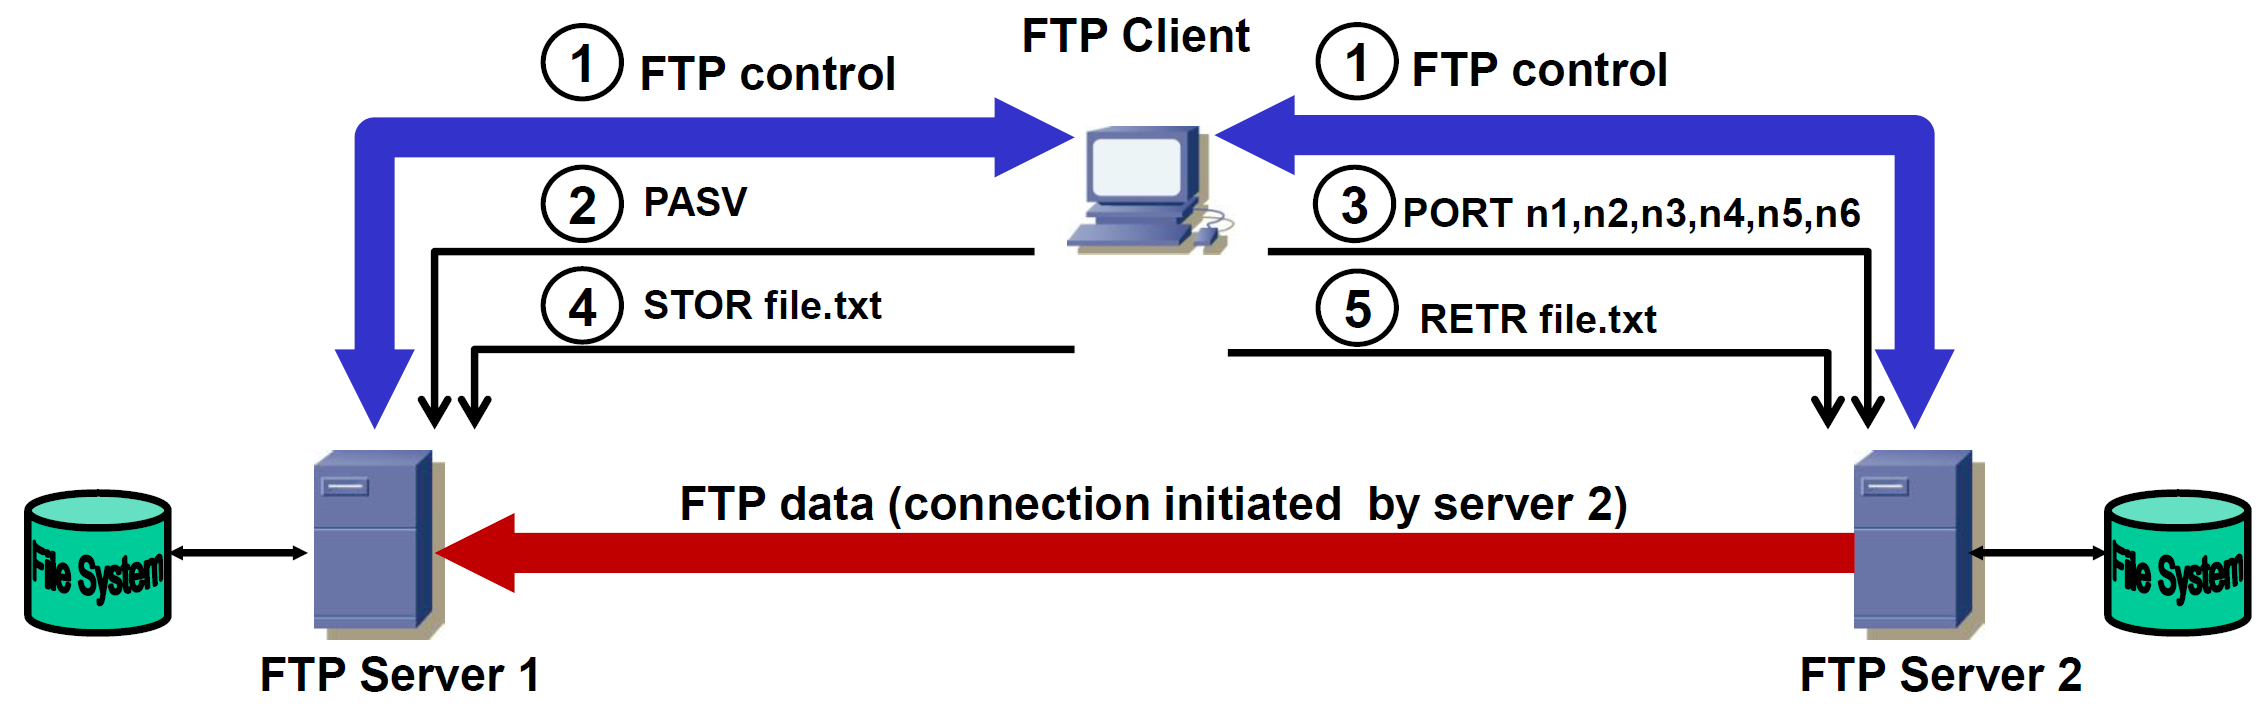 FTP Client
1 FTP control
1 FTP control
2 PASV
3 PORT n1,n2,n3,n4,n5,n6
4 STOR file.txt
5 RETR file.txt
FTP data (connection initiated by server 2)
File System
File System
FTP Server 1
FTP Server 2